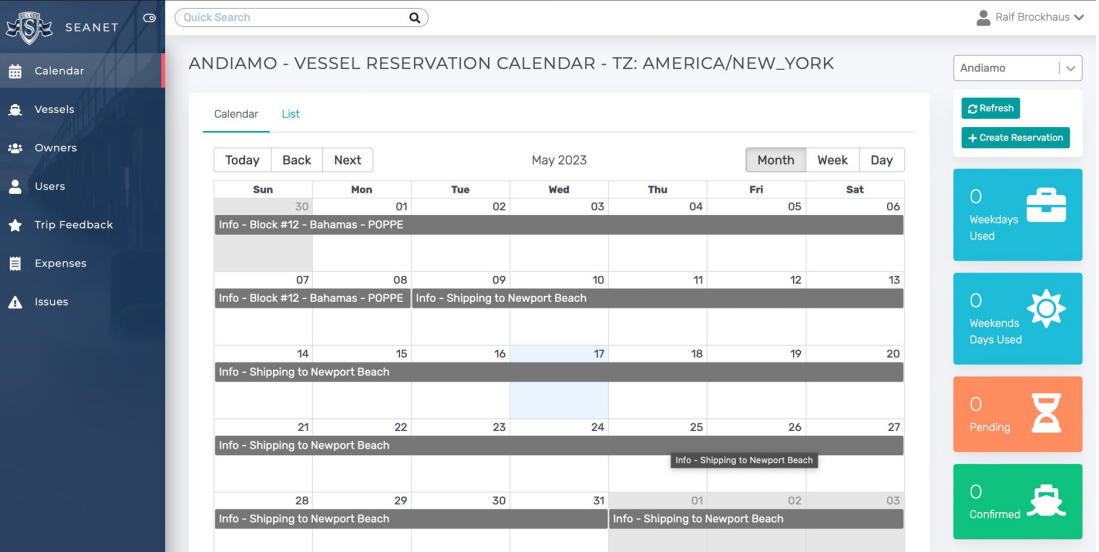 SEANET
Quick Search
Ralf Brockhaus
Calendar
Vessels
Owners
Users
Trip Feedback
Expenses
Issues
ANDIAMO - VESSEL RESERVATION CALENDAR - TZ: AMERICA/NEW_YORK
Calendar List
Today Back Next
May 2023
Month Week Day
Sun Mon Tue Wed Thu Fri Sat
30 01 02 03 04 05 06
Info - Block #12 - Bahamas - POPPE
07 08 09 10 11 12 13
Info - Block #12 - Bahamas - POPPE Info - Shipping to Newport Beach
14 15 16 17 18 19 20
Info - Shipping to Newport Beach
21 22 23 24 25 26 27
Info - Shipping to Newport Beach
Info - Shipping to Newport Beach
28 29 30 31 01 02 03
Info - Shipping to Newport Beach Info - Shipping to Newport Beach
Andiamo
Refresh
+ Create Reservation
0
Weekdays
Used
0
Weekends
Days Used
0
Pending
0
Confirmed